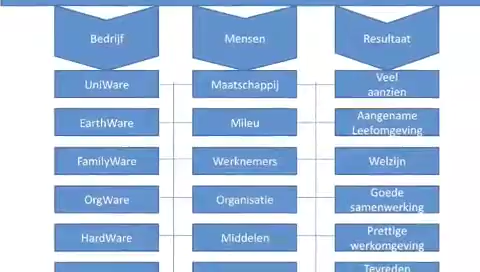 Bedrijf Mensen Resultaat
UniWare Maatschappij Veel
aanzien
EarthWare Mileu Aangename
Leefomgeving
FamilyWare Werknemers Welzijn
OrgWare Organisatie Goede
samenwerking
HardWare Middelen Prettige
werkomgeving
Tevreden